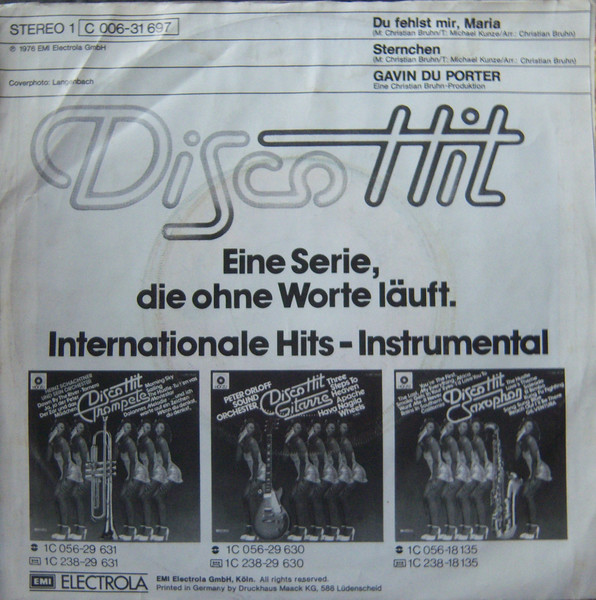 STEREO 1 C 006-31 697
℗ 1976 EMI Electrola GmbH
Coverphoto: Langenbach
Du fehlst mir, Maria
(M: Christian Bruhn/T: Michael Kunze/Arr.: Christian Bruhn)
Sternchen
(M: Christian Bruhn/T: Michael Kunze/Arr.: Christian Bruhn)
GAVIN DU PORTER
Eine Christian Bruhn-Produktion
Disco Hit
Eine Serie,
die ohne Worte läuft.
Internationale Hits - Instrumental
HEINZ SCHACHTNER
UND SEIN ORCHESTER
Disco Hit
Trompete
PETER ORLOFF
SOUND
ORCHESTER
Disco Hit
Gitarre
Three
Steps To
Heaven
Apache
Hava Nagila
Wheels
Disco Hit
Saxophon
1C 056-29 631
1C 238-29 631
1C 056-29 630
1C 238-29 630
1C 056-18 135
1C 238-18 135
EMI ELECTROLA
EMI Electrola GmbH, Köln. All rights reserved.
Printed in Germany by Druckhaus Maack KG, 588 Lüdenscheid